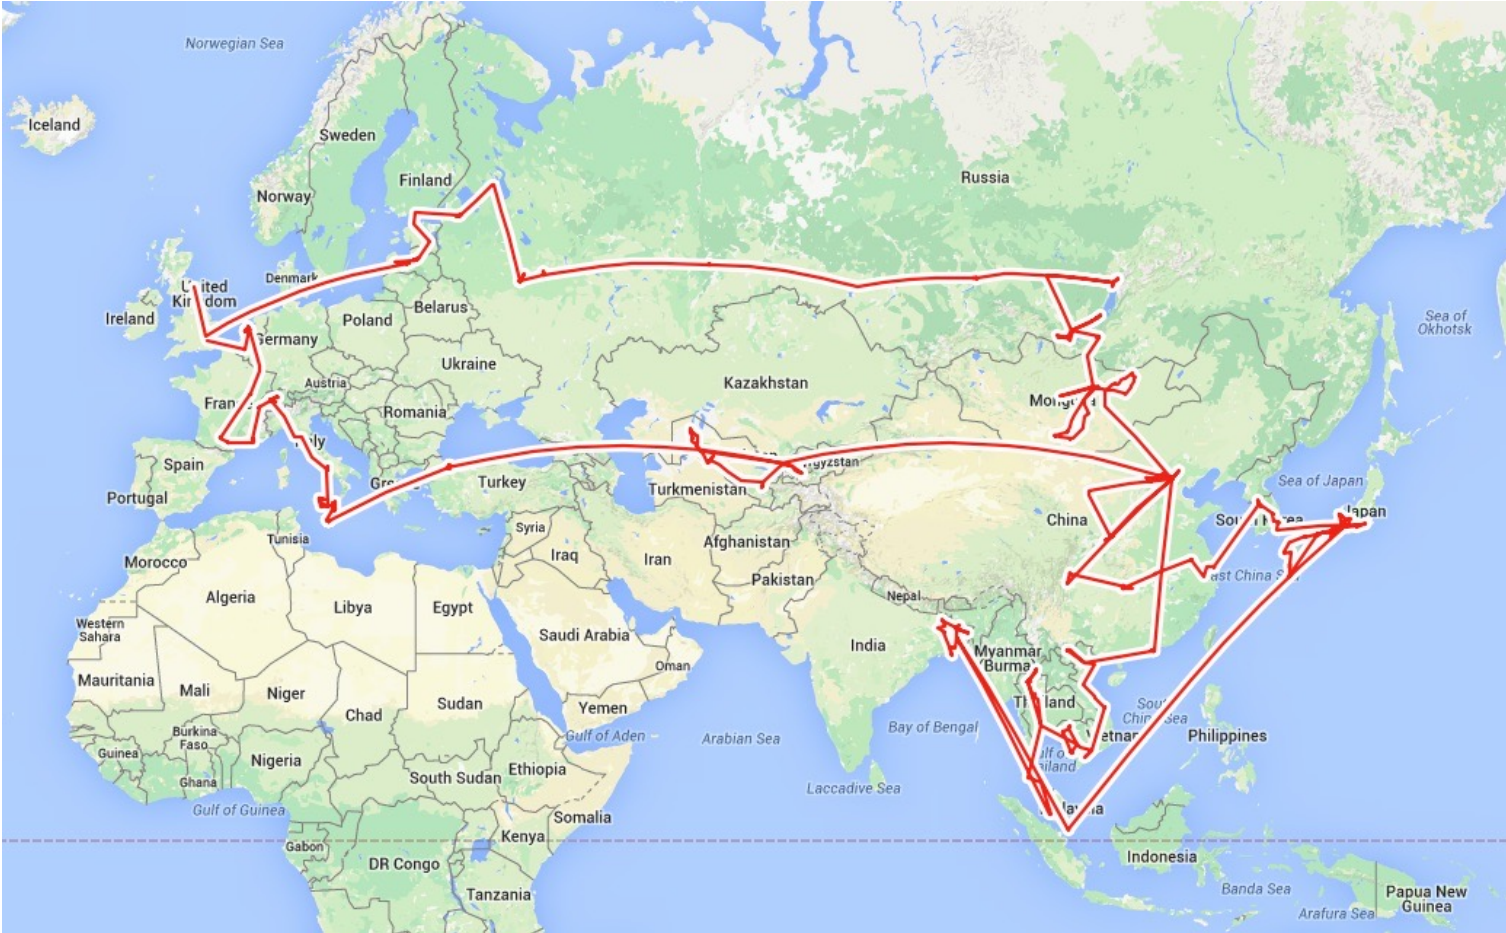 Norwegian Sea
Iceland
Sweden
Finland
Russia
Norway
United
Kingdom
Denmark
Ireland
Sea of
Okhotsk
Belarus
Poland
Germany
Ukraine
Austria
Kazakhstan
Romania
Spain
Portugal
Turkey
Turkmenistan
Sea of Japan
Japan
China
Syria
Iraq
Iran
Afghanistan
Tunisia
Morocco
Pakistan
Nepal
Algeria
Libya
Egypt
Western
Sahara
Saudi Arabia
India
Myanmar
(Burma)
Oman
Mauritania
Mali
Niger
Chad
Sudan
Yemen
Gulf of Aden
Arabian Sea
Bay of Bengal
Philippines
Burkina
Faso
Guinea
Nigeria
Ghana
South Sudan
Ethiopia
Laccadive Sea
Gulf of Guinea
Somalia
Kenya
Gabon
DR Congo
Indonesia
Tanzania
Banda Sea
Arafura Sea
Papua New
Guinea